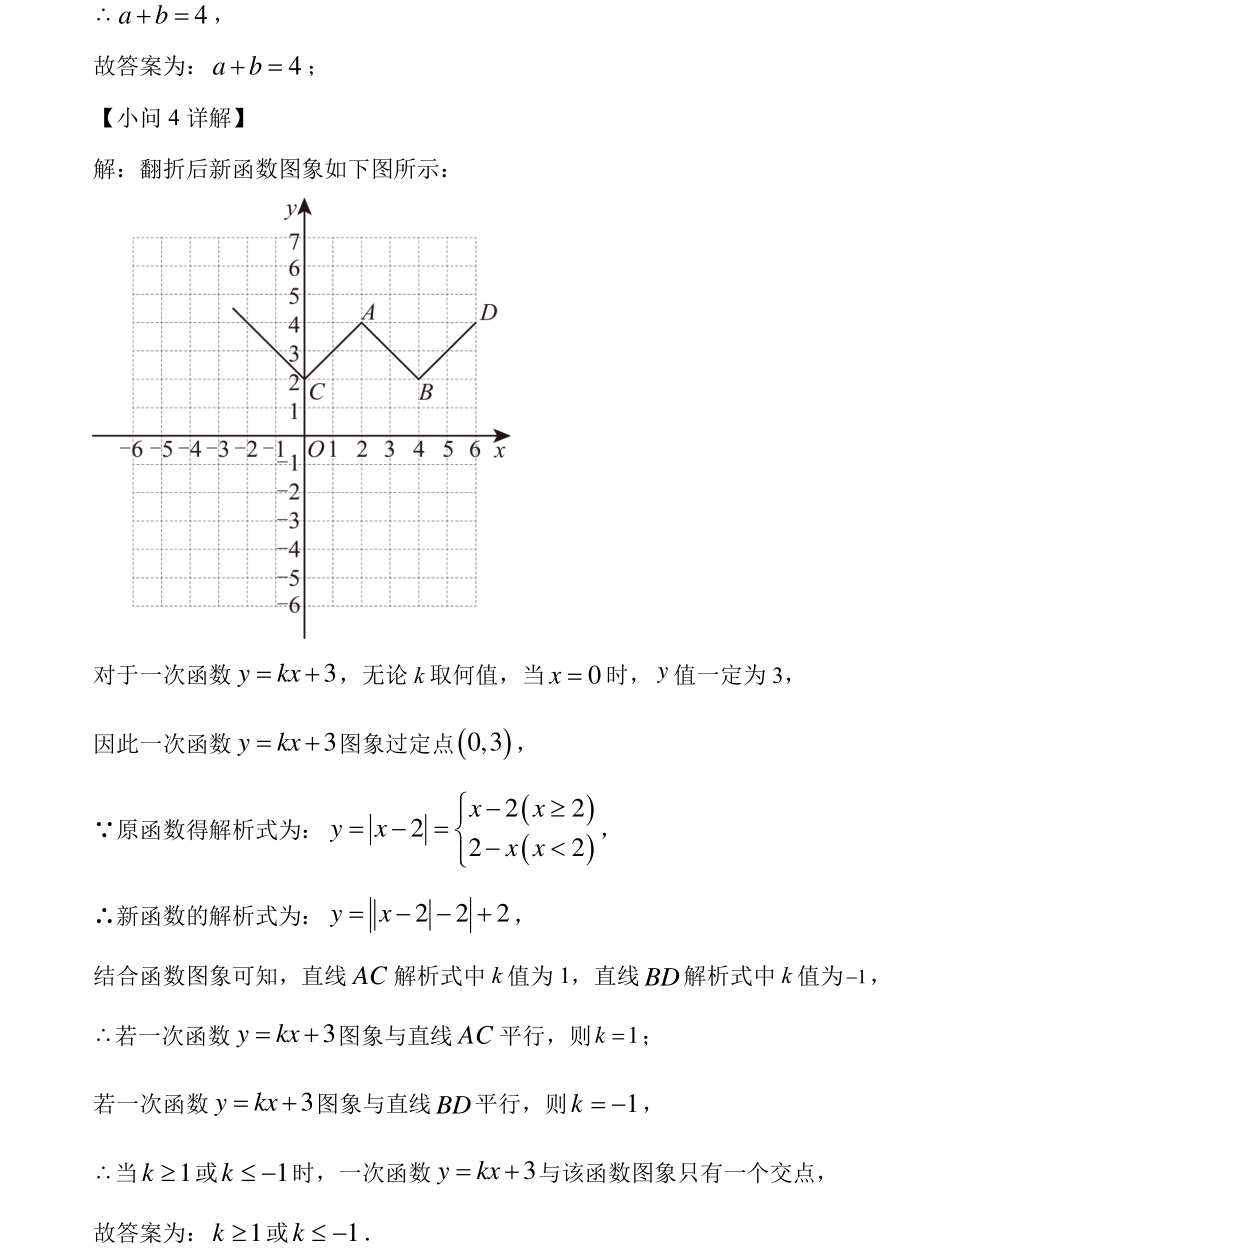 ∴ a+b=4，
故答案为：a+b=4；
【小问 4 详解】
解：翻折后新函数图象如下图所示：
y
7
6
5
A
D
4
3
2
C
B
1
−6 −5 −4 −3 −2 −1 O 1 2 3 4 5 6 x
−1
−2
−3
−4
−5
−6
对于一次函数 y=kx+3，无论 k 取何值，当 x=0 时，y 值一定为 3，
因此一次函数 y=kx+3 图象过定点(0,3)，
∵原函数得解析式为：y=|x−2|={x−2(x≥2)
2−x(x<2)，
∴新函数的解析式为：y=||x−2|−2|+2，
结合函数图象可知，直线 AC 解析式中 k 值为 1，直线 BD 解析式中 k 值为−1，
∴若一次函数 y=kx+3 图象与直线 AC 平行，则 k=1；
若一次函数 y=kx+3 图象与直线 BD 平行，则 k=−1，
∴当 k≥1 或 k≤−1 时，一次函数 y=kx+3 与该函数图象只有一个交点，
故答案为：k≥1 或 k≤−1．